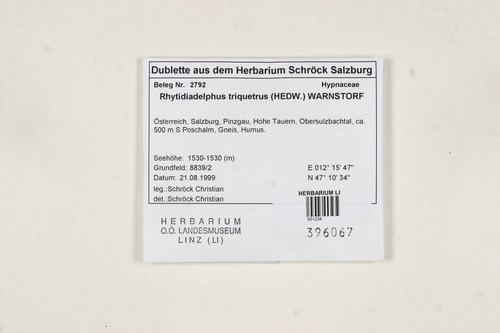 Dublette aus dem Herbarium Schröck Salzburg
Beleg Nr. 2792 Hypnaceae
Rhytidiadelphus triquetrus (HEDW.) WARNSTORF
Österreich, Salzburg, Pinzgau, Hohe Tauern, Obersulzbachtal, ca.
500 m S Poschalm, Gneis, Humus.
Seehöhe: 1530-1530 (m)
Grundfeld: 8839/2 E 012° 15' 47"
Datum: 21.08.1999 N 47° 10' 34"
leg.:Schröck Christian
det.:Schröck Christian
HERBARIUM LI
951258
HERBARIUM
O.Ö. LANDESMUSEUM
LINZ (LI)
396067